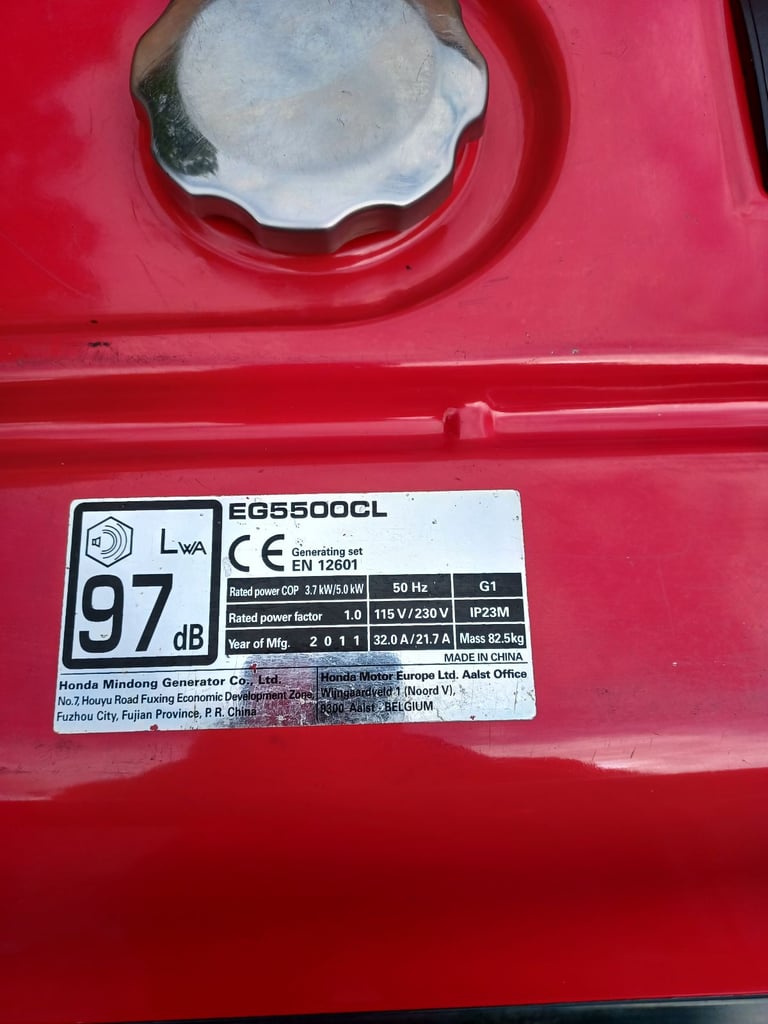 EG5500CL
LWA
97 dB
CE Generating set
EN 12601
Rated power COP 3.7 kW/5.0 kW 50 Hz G1
Rated power factor 1.0 115 V / 230 V IP23M
Year of Mfg. 2 0 1 1 32.0 A / 21.7 A Mass 82.5kg
MADE IN CHINA
Honda Mindong Generator Co., Ltd.
No.7, Houyu Road Fuxing Economic Development Zone,
Fuzhou City, Fujian Province, P. R. China
Honda Motor Europe Ltd. Aalst Office
Wijngaardveld 1 (Noord V),
9300 Aalst - BELGIUM